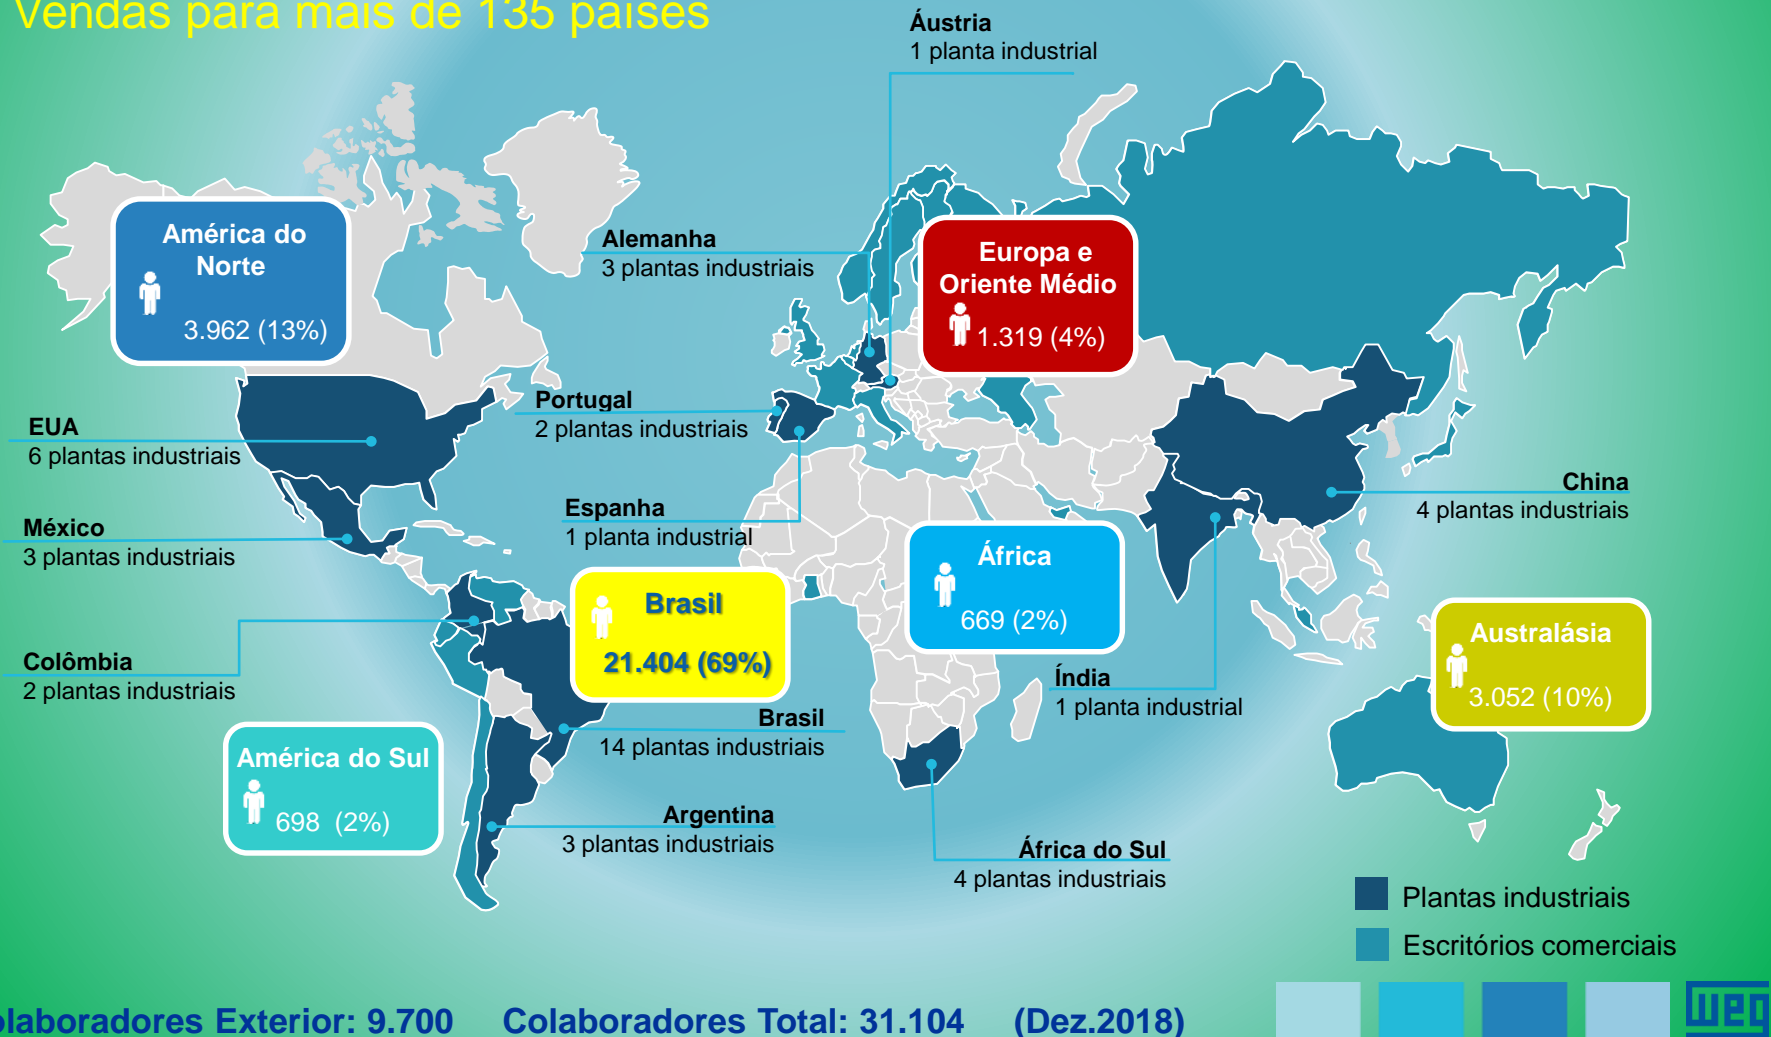 Vendas para mais de 135 países
Áustria
1 planta industrial
América do
Norte
3.962 (13%)
Alemanha
3 plantas industriais
Europa e
Oriente Médio
1.319 (4%)
EUA
6 plantas industriais
Portugal
2 plantas industriais
China
4 plantas industriais
México
3 plantas industriais
Espanha
1 planta industrial
África
669 (2%)
Brasil
21.404 (69%)
Australásia
3.052 (10%)
Colômbia
2 plantas industriais
Índia
1 planta industrial
Brasil
14 plantas industriais
América do Sul
698 (2%)
Argentina
3 plantas industriais
África do Sul
4 plantas industriais
Plantas industriais
Escritórios comerciais
olaboradores Exterior: 9.700 Colaboradores Total: 31.104 (Dez.2018)
weg